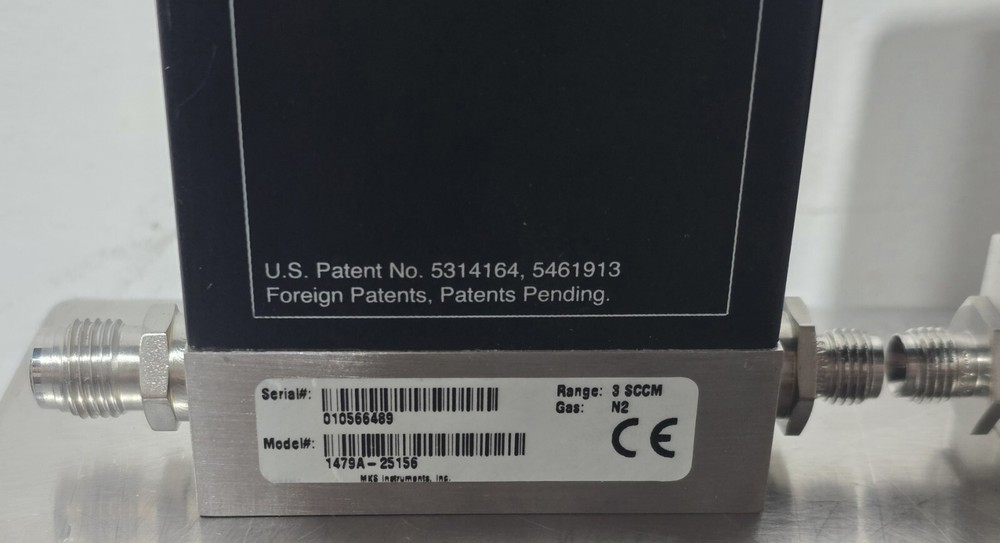 U.S. Patent No. 5314164, 5461913
Foreign Patents, Patents Pending.
Serial#:
010566489
Model#:
1479A-25156
MKS Instruments, Inc.
Range: 3 SCCM
Gas: N2
CE